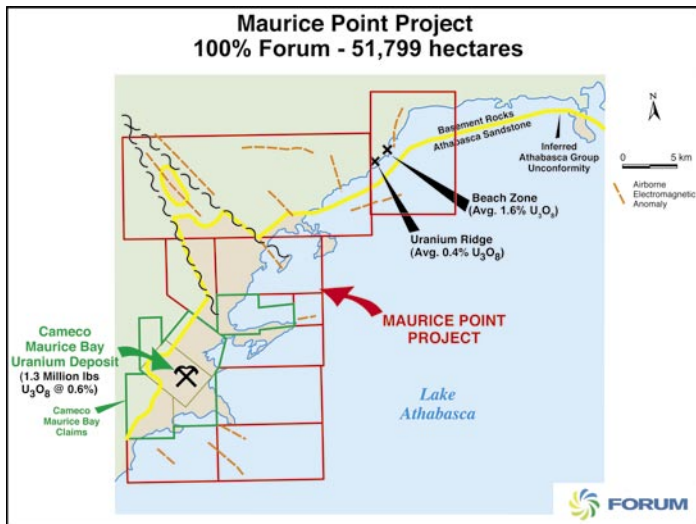 Maurice Point Project
100% Forum - 51,799 hectares
N
0 5 km
Airborne
Electromagnetic
Anomaly
Basement Rocks
Athabasca Sandstone
Inferred
Athabasca Group
Unconformity
Beach Zone
(Avg. 1.6% U3O8)
Uranium Ridge
(Avg. 0.4% U3O8)
MAURICE POINT
PROJECT
Cameco
Maurice Bay
Uranium Deposit
(1.3 Million lbs
U3O8 @ 0.6%)
Cameco
Maurice Bay
Claims
Lake
Athabasca
FORUM